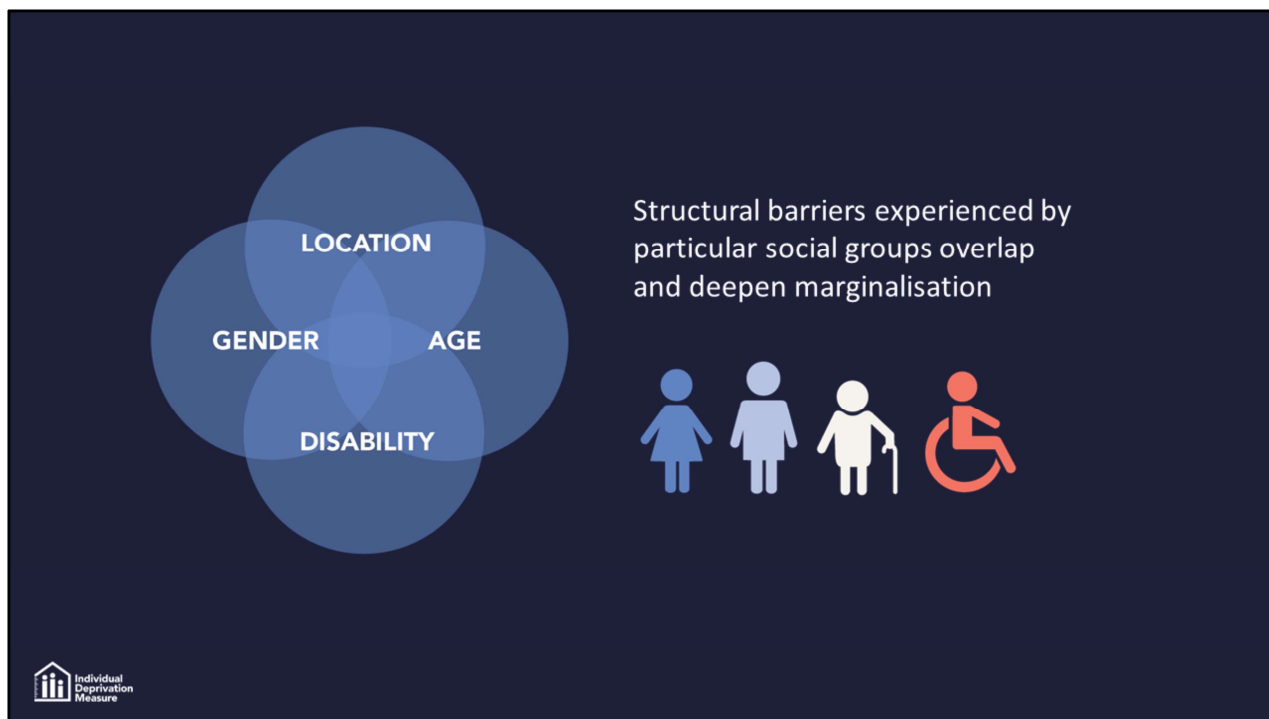 LOCATION
GENDER
AGE
DISABILITY
Structural barriers experienced by
particular social groups overlap
and deepen marginalisation
Individual
Deprivation
Measure